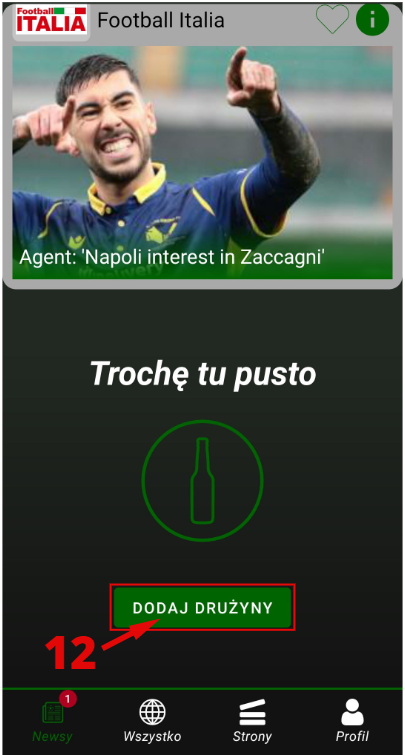 Football
ITALIA
Football Italia
i
Agent: 'Napoli interest in Zaccagni'
Trochę tu pusto
DODAJ DRUŻYNY
12
1
Newsy
Wszystko
Strony
Profil